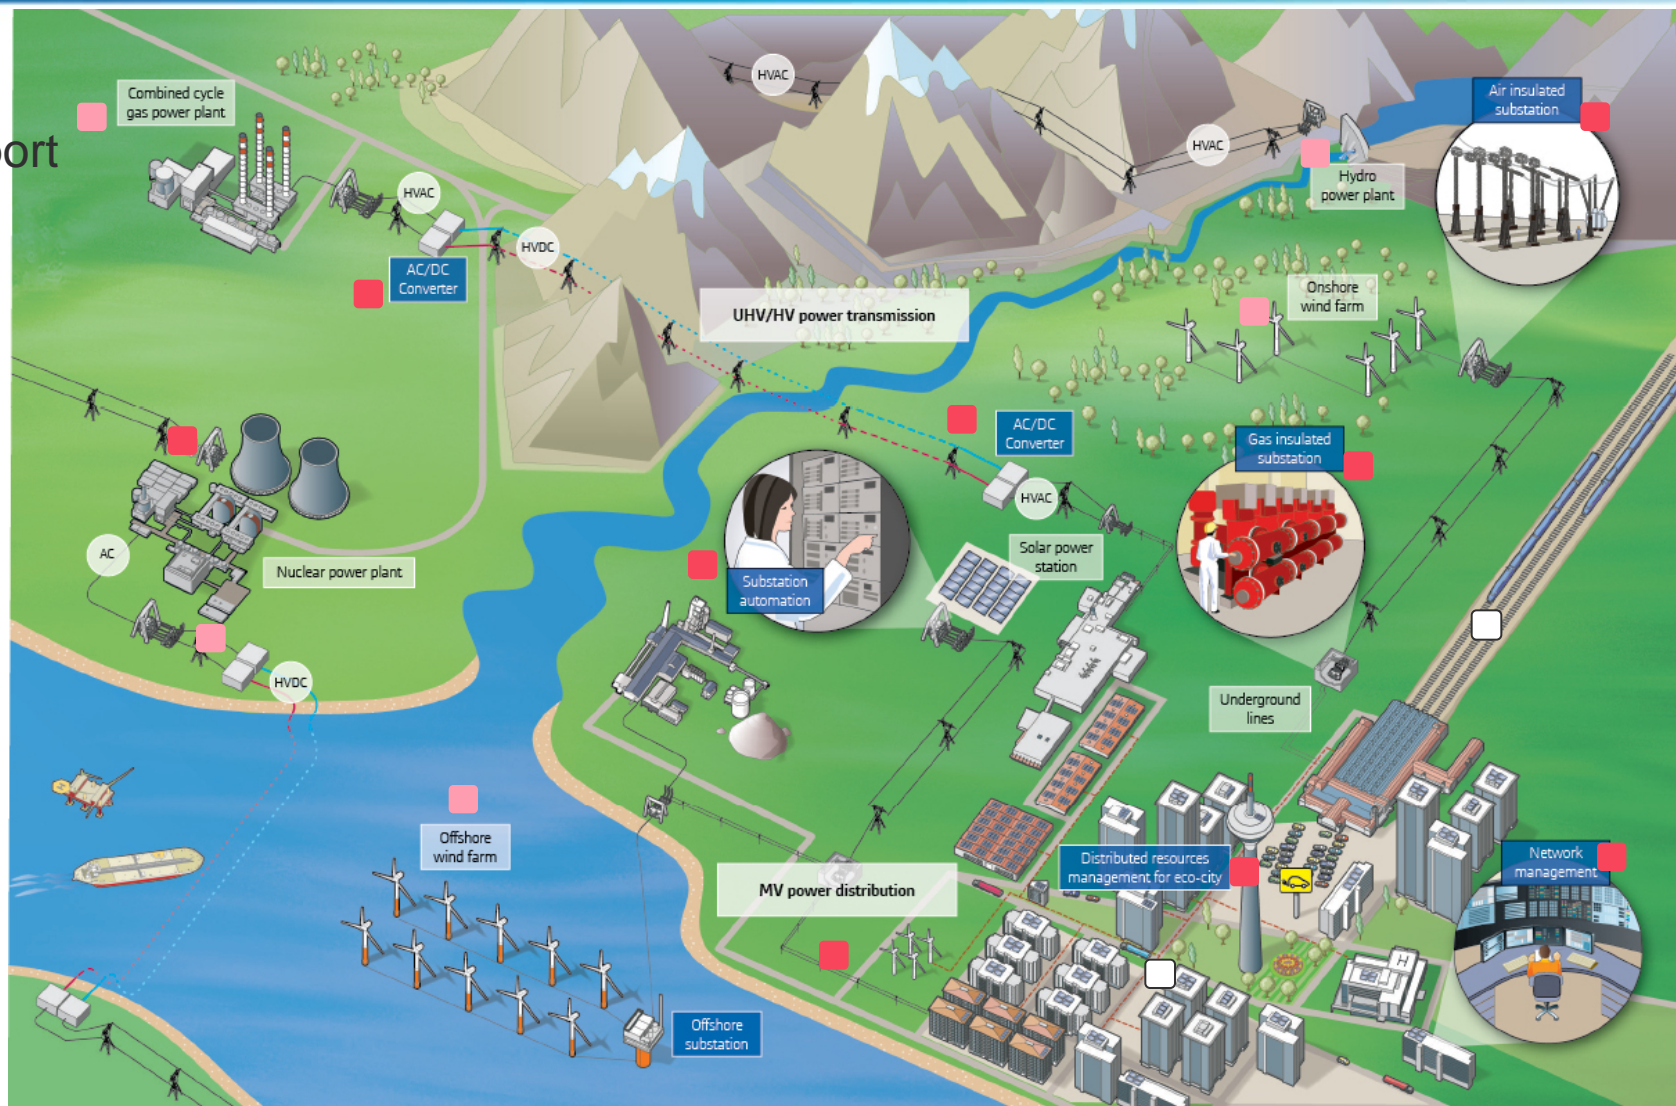 HVAC
Air insulated
substation
Combined cycle
gas power plant
port
HVAC
Hydro
power plant
HVAC
HVDC
AC/DC
Converter
Onshore
wind farm
UHV/HV power transmission
AC/DC
Converter
Gas insulated
substation
HVAC
AC
Solar power
station
Nuclear power plant
Substation
automation
HVDC
Underground
lines
Offshore
wind farm
Distributed resources
management for eco-city
Network
management
MV power distribution
H
Offshore
substation